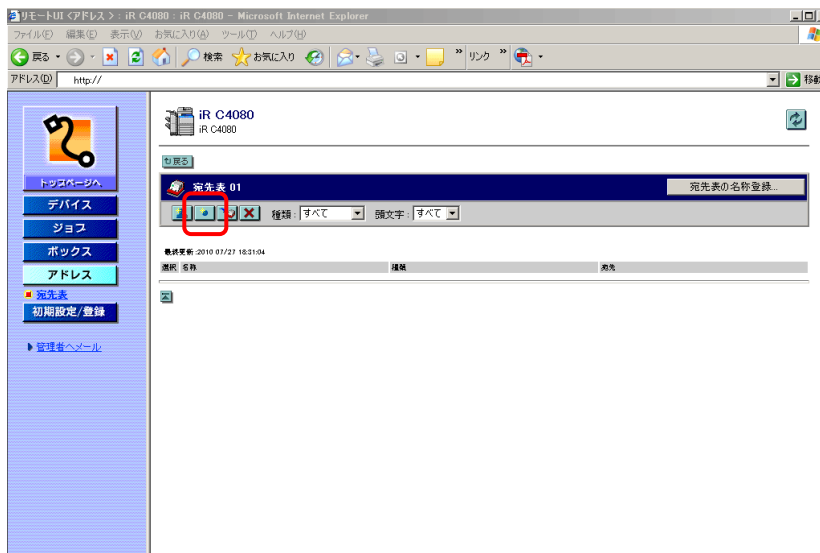 リモートUI <アドレス > : iR C4080 : iR C4080 - Microsoft Internet Explorer
ファイル(F) 編集(E) 表示(V) お気に入り(A) ツール(T) ヘルプ(H)
戻る 検索 お気に入り リンク
アドレス(D) http:// 移動
iR C4080
iR C4080
戻る
トップページへ
宛先表 01 宛先表の名称登録...
デバイス
種類: すべて 頭文字: すべて
ジョブ
ボックス
最終更新 :2010 07/27 18:31:04
アドレス
選択 名称 種類 宛先
宛先表
初期設定/登録
管理者へメール